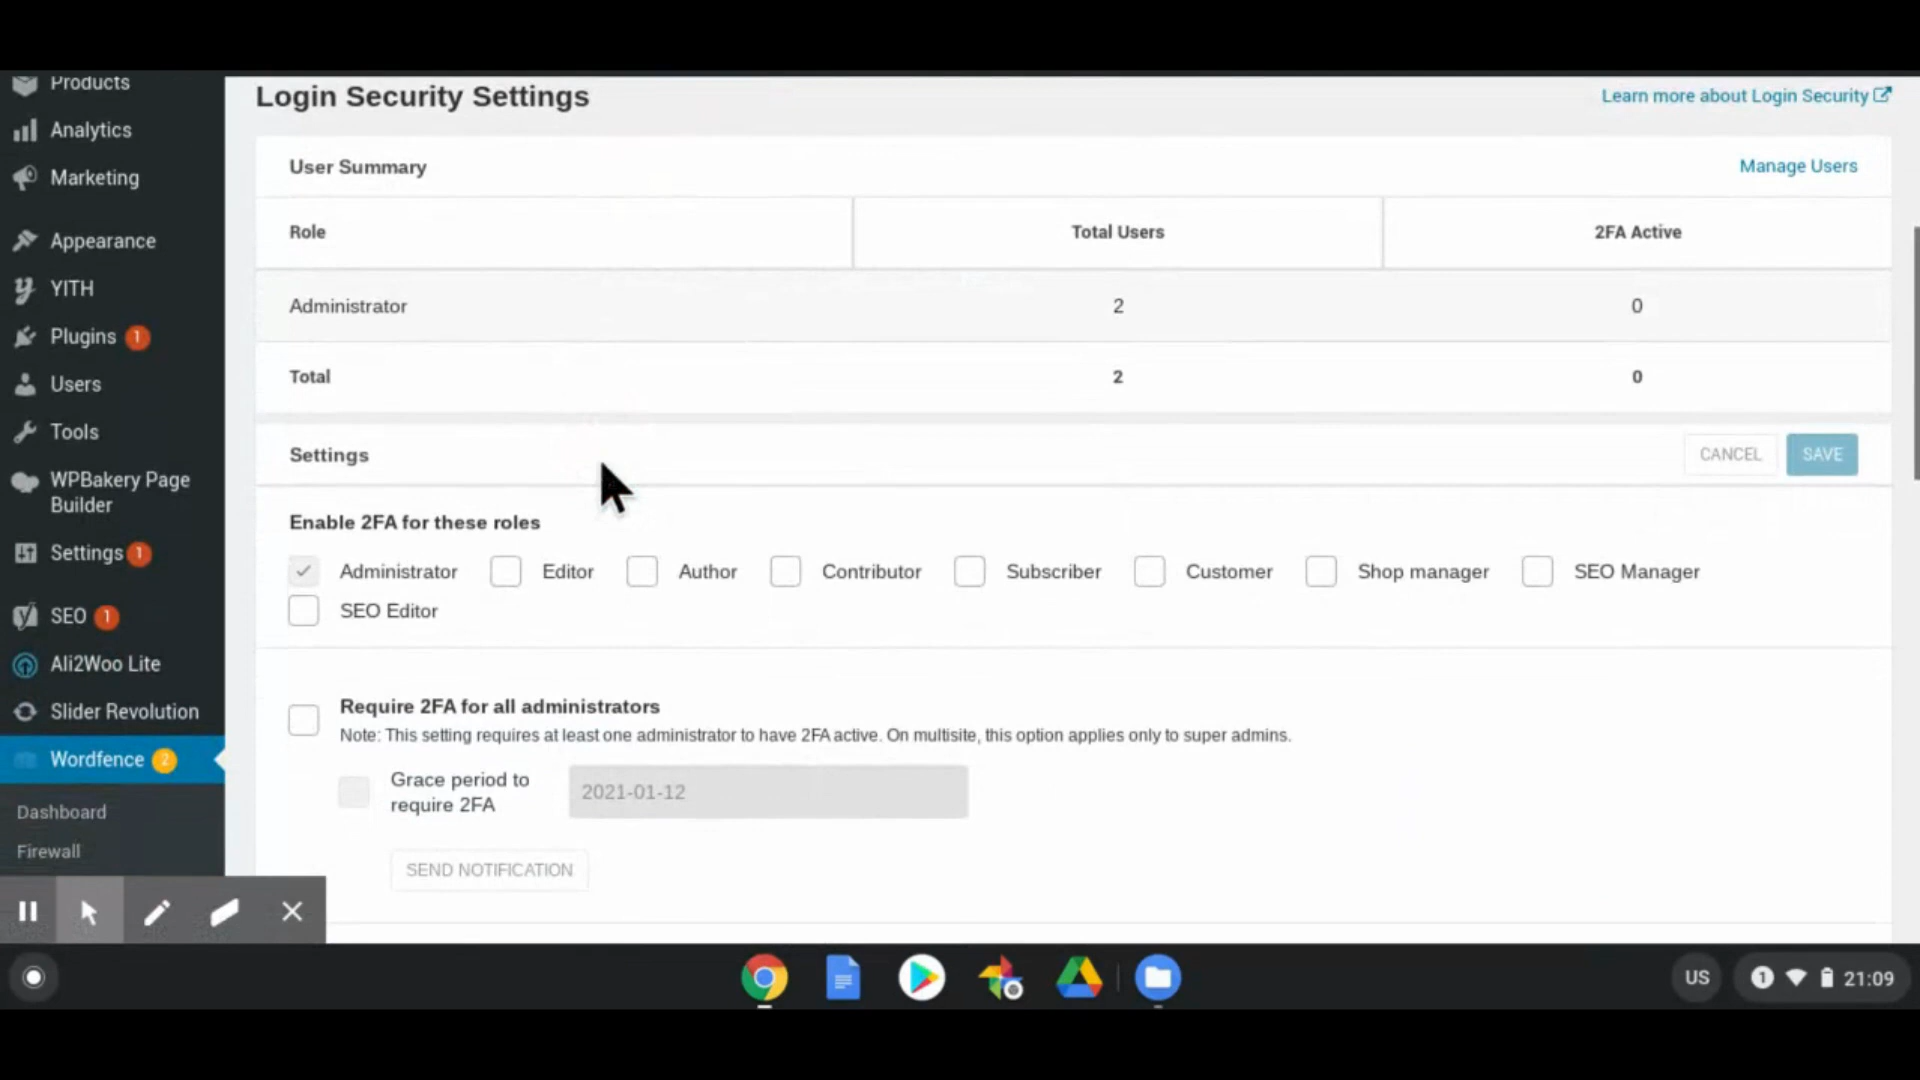 Products
Analytics
Marketing
Appearance
YITH
Plugins 1
Users
Tools
WPBakery Page
Builder
Settings 1
SEO 1
Ali2Woo Lite
Slider Revolution
Wordfence 2
Dashboard
Firewall
Login Security Settings
Learn more about Login Security
User Summary
Manage Users
Role Total Users 2FA Active
Administrator 2 0
Total 2 0
Settings
CANCEL SAVE
Enable 2FA for these roles
Administrator Editor Author Contributor Subscriber Customer Shop manager SEO Manager
SEO Editor
Require 2FA for all administrators
Note: This setting requires at least one administrator to have 2FA active. On multisite, this option applies only to super admins.
Grace period to
require 2FA
2021-01-12
SEND NOTIFICATION
US 1 21:09